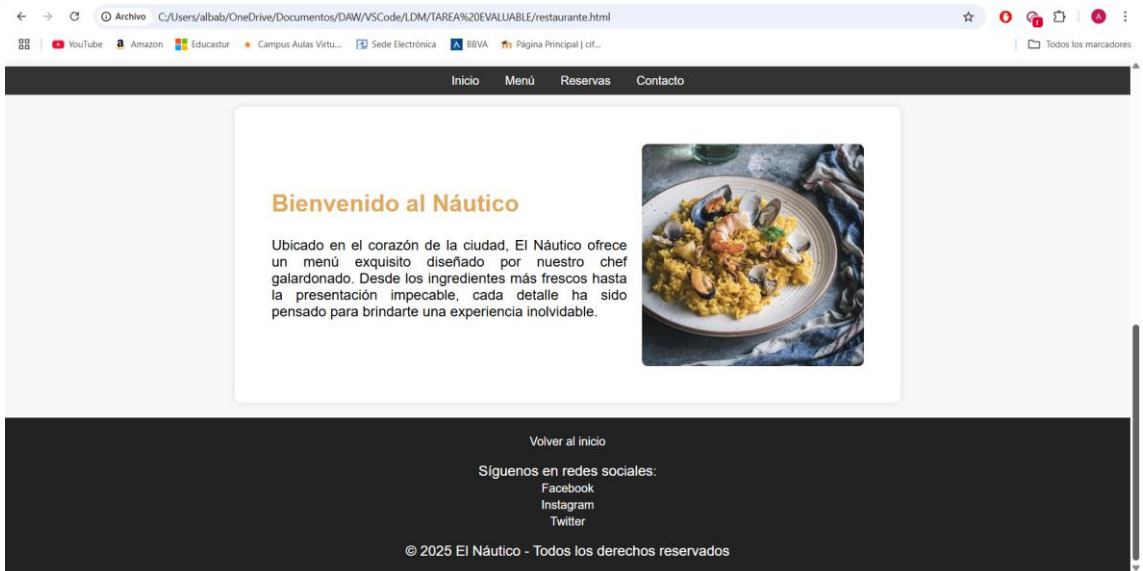 Archivo C:/Users/albab/OneDrive/Documentos/DAW/VSCode/LDM/TAREA%20EVALUABLE/restaurante.html
A
YouTube Amazon Educastur Campus Aulas Virtu... Sede Electrónica BBVA Página Principal | cif... Todos los marcadores
Inicio Menú Reservas Contacto
Bienvenido al Náutico
Ubicado en el corazón de la ciudad, El Náutico ofrece
un menú exquisito diseñado por nuestro chef
galardonado. Desde los ingredientes más frescos hasta
la presentación impecable, cada detalle ha sido
pensado para brindarte una experiencia inolvidable.
Volver al inicio
Síguenos en redes sociales:
Facebook
Instagram
Twitter
© 2025 El Náutico - Todos los derechos reservados